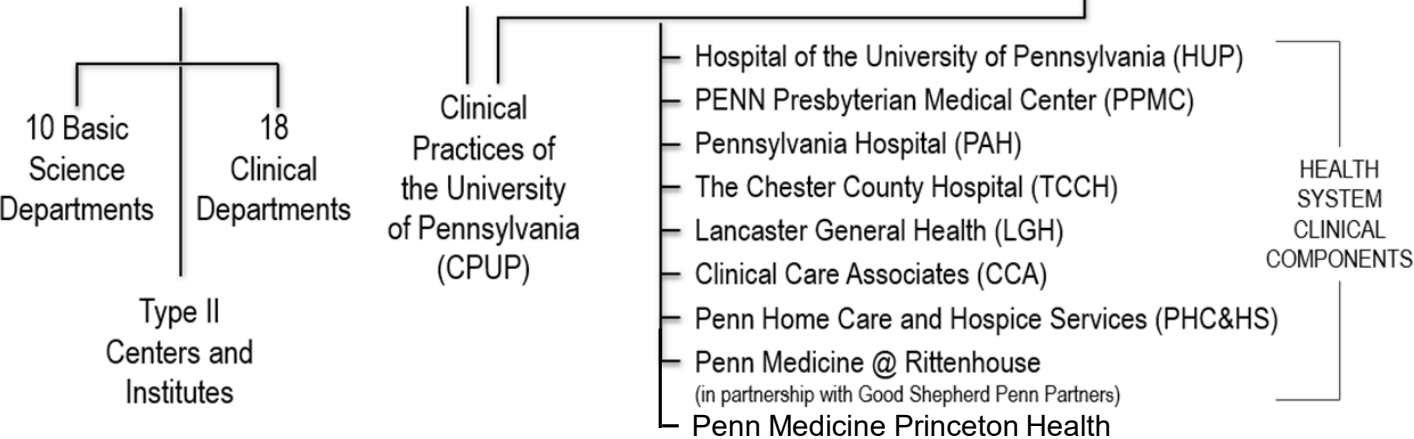 10 Basic
Science
Departments
18
Clinical
Departments
Type II
Centers and
Institutes
Clinical
Practices of
the University
of Pennsylvania
(CPUP)
Hospital of the University of Pennsylvania (HUP)
PENN Presbyterian Medical Center (PPMC)
Pennsylvania Hospital (PAH)
The Chester County Hospital (TCCH)
Lancaster General Health (LGH)
Clinical Care Associates (CCA)
Penn Home Care and Hospice Services (PHC&HS)
Penn Medicine @ Rittenhouse
(in partnership with Good Shepherd Penn Partners)
Penn Medicine Princeton Health
HEALTH
SYSTEM
CLINICAL
COMPONENTS